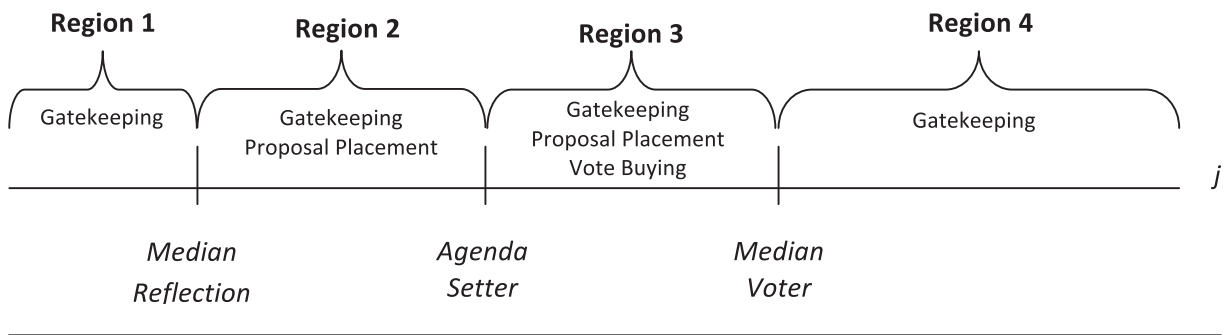 Region 1
Region 2
Region 3
Region 4
Gatekeeping
Gatekeeping
Proposal Placement
Gatekeeping
Proposal Placement
Vote Buying
Gatekeeping
j
Median
Reflection
Agenda
Setter
Median
Voter